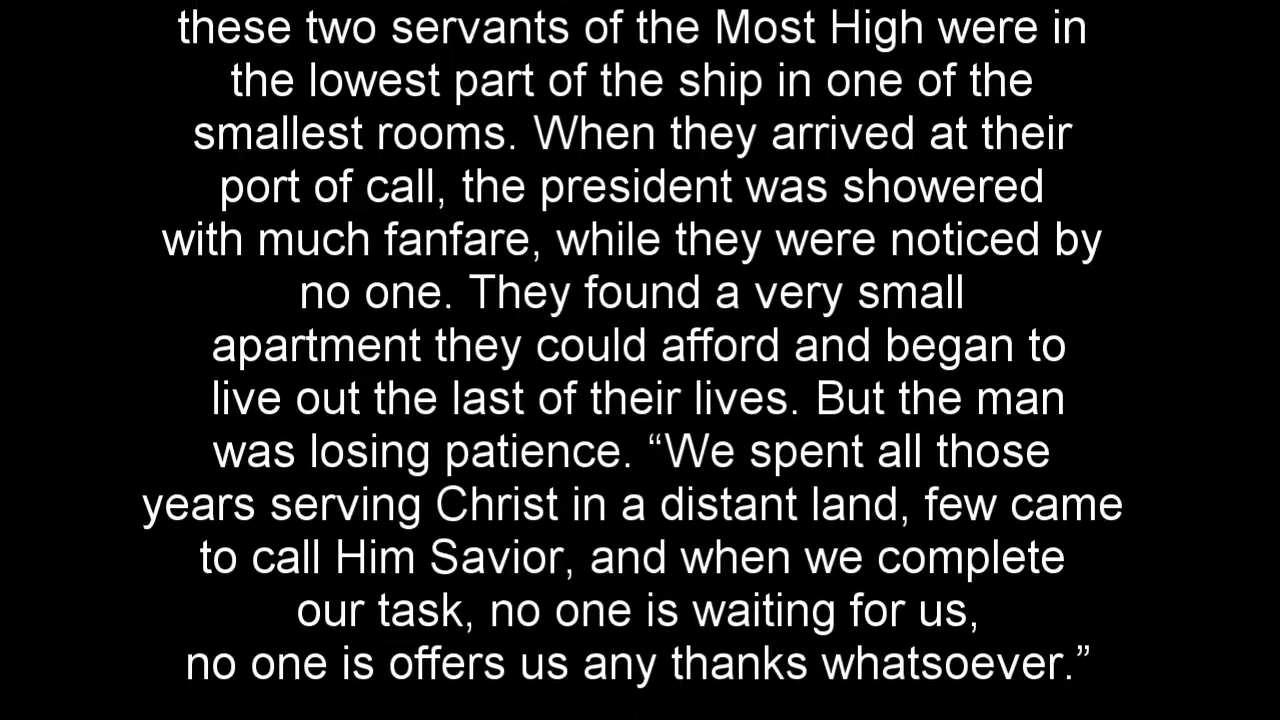 these two servants of the Most High were in
the lowest part of the ship in one of the
smallest rooms. When they arrived at their
port of call, the president was showered
with much fanfare, while they were noticed by
no one. They found a very small
apartment they could afford and began to
live out the last of their lives. But the man
was losing patience. “We spent all those
years serving Christ in a distant land, few came
to call Him Savior, and when we complete
our task, no one is waiting for us,
no one is offers us any thanks whatsoever.”